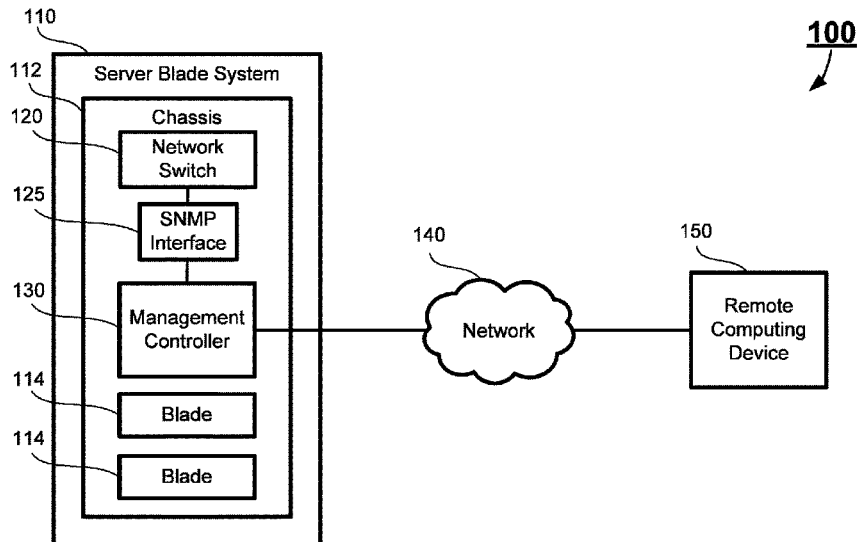 110
100
Server Blade System
112
Chassis
120
Network
Switch
125
SNMP
Interface
140
150
130
Management
Controller
Network
Remote
Computing
Device
114
Blade
114
Blade